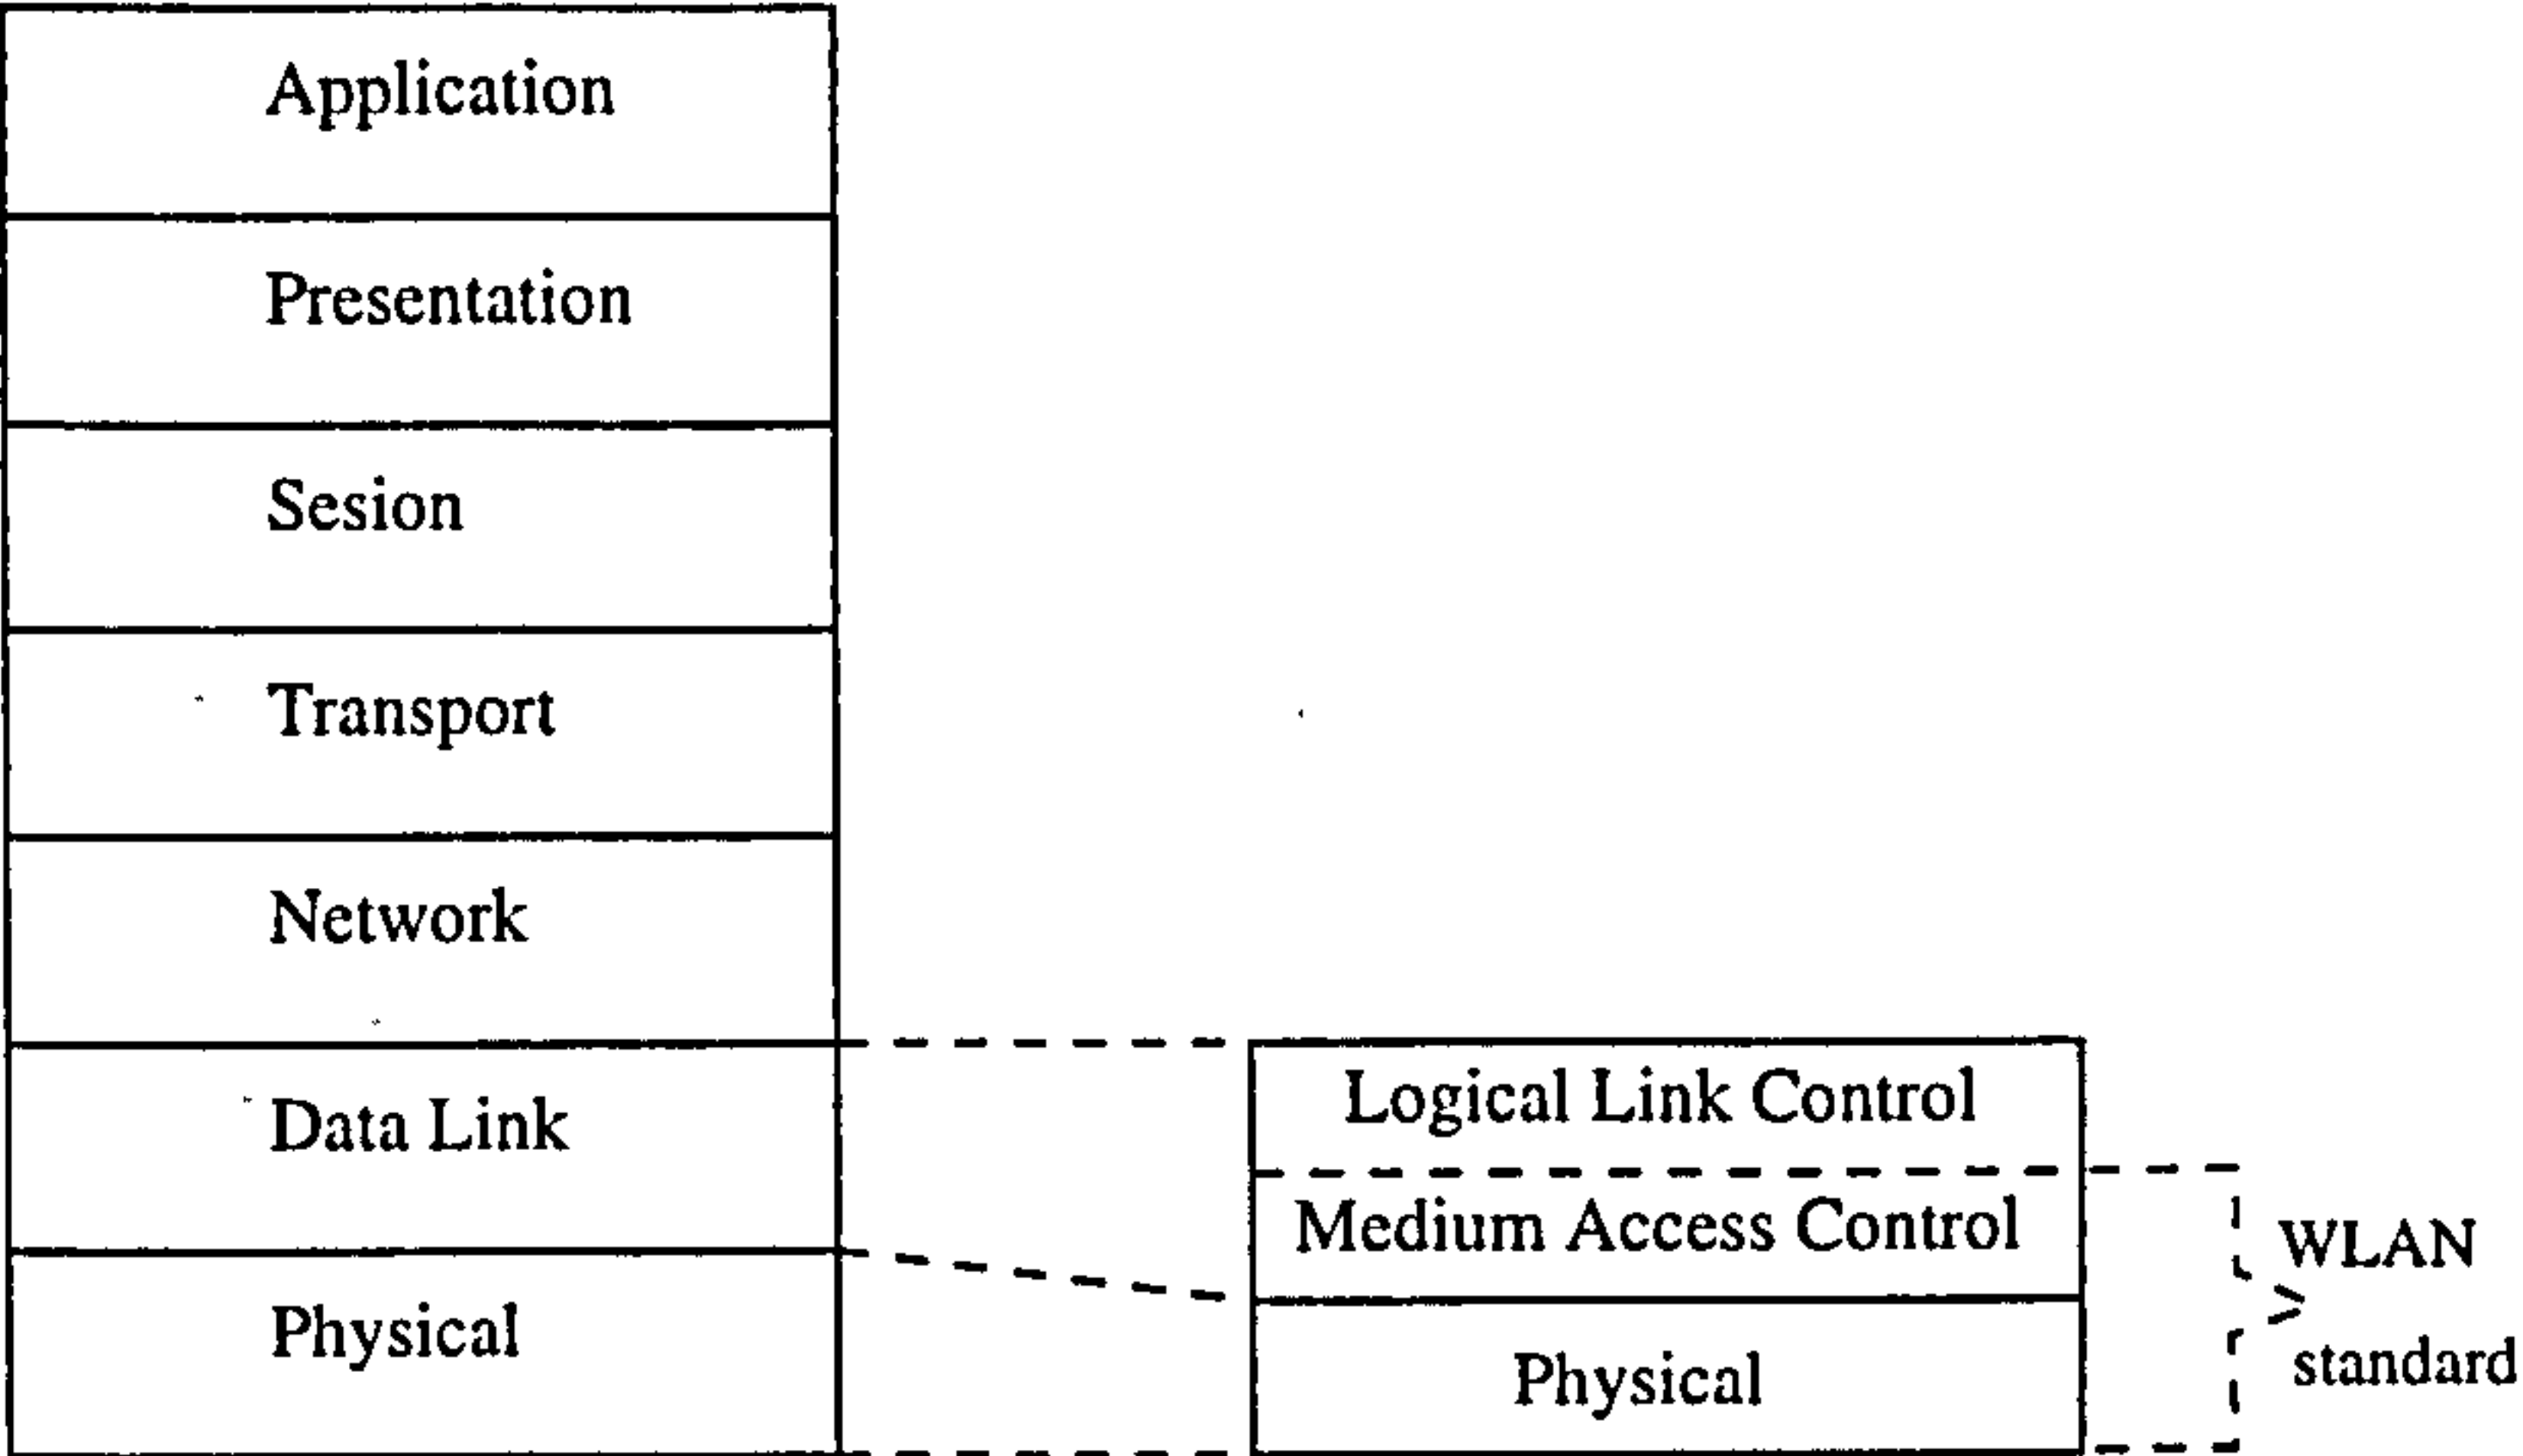 Application
Presentation
Sesion
Transport
Network
Data Link
Physical
Logical Link Control
Medium Access Control
Physical
WLAN
standard